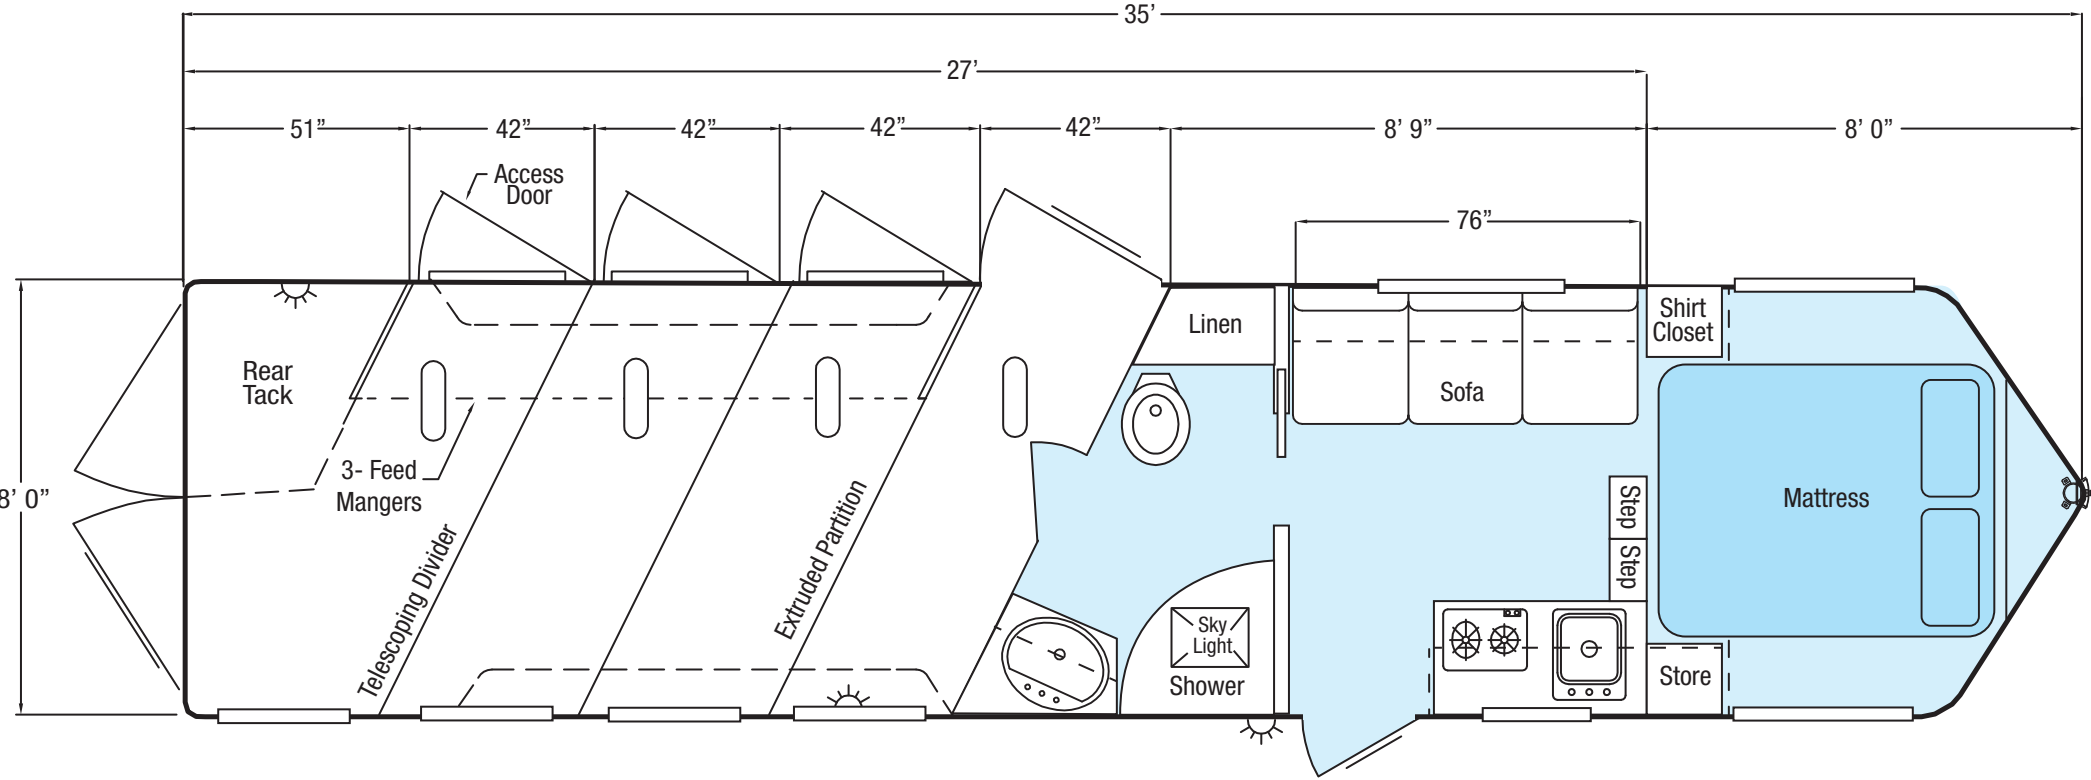 35’
27’
51”
42”
42”
42”
42”
8’ 9”
8’ 0”
Access
Door
76”
8’ 0”
Rear
Tack
Linen
Sofa
Shirt
Closet
3- Feed
Mangers
Telescoping Divider
Extruded Partition
Step
Step
Mattress
Sky
Light
Shower
Store